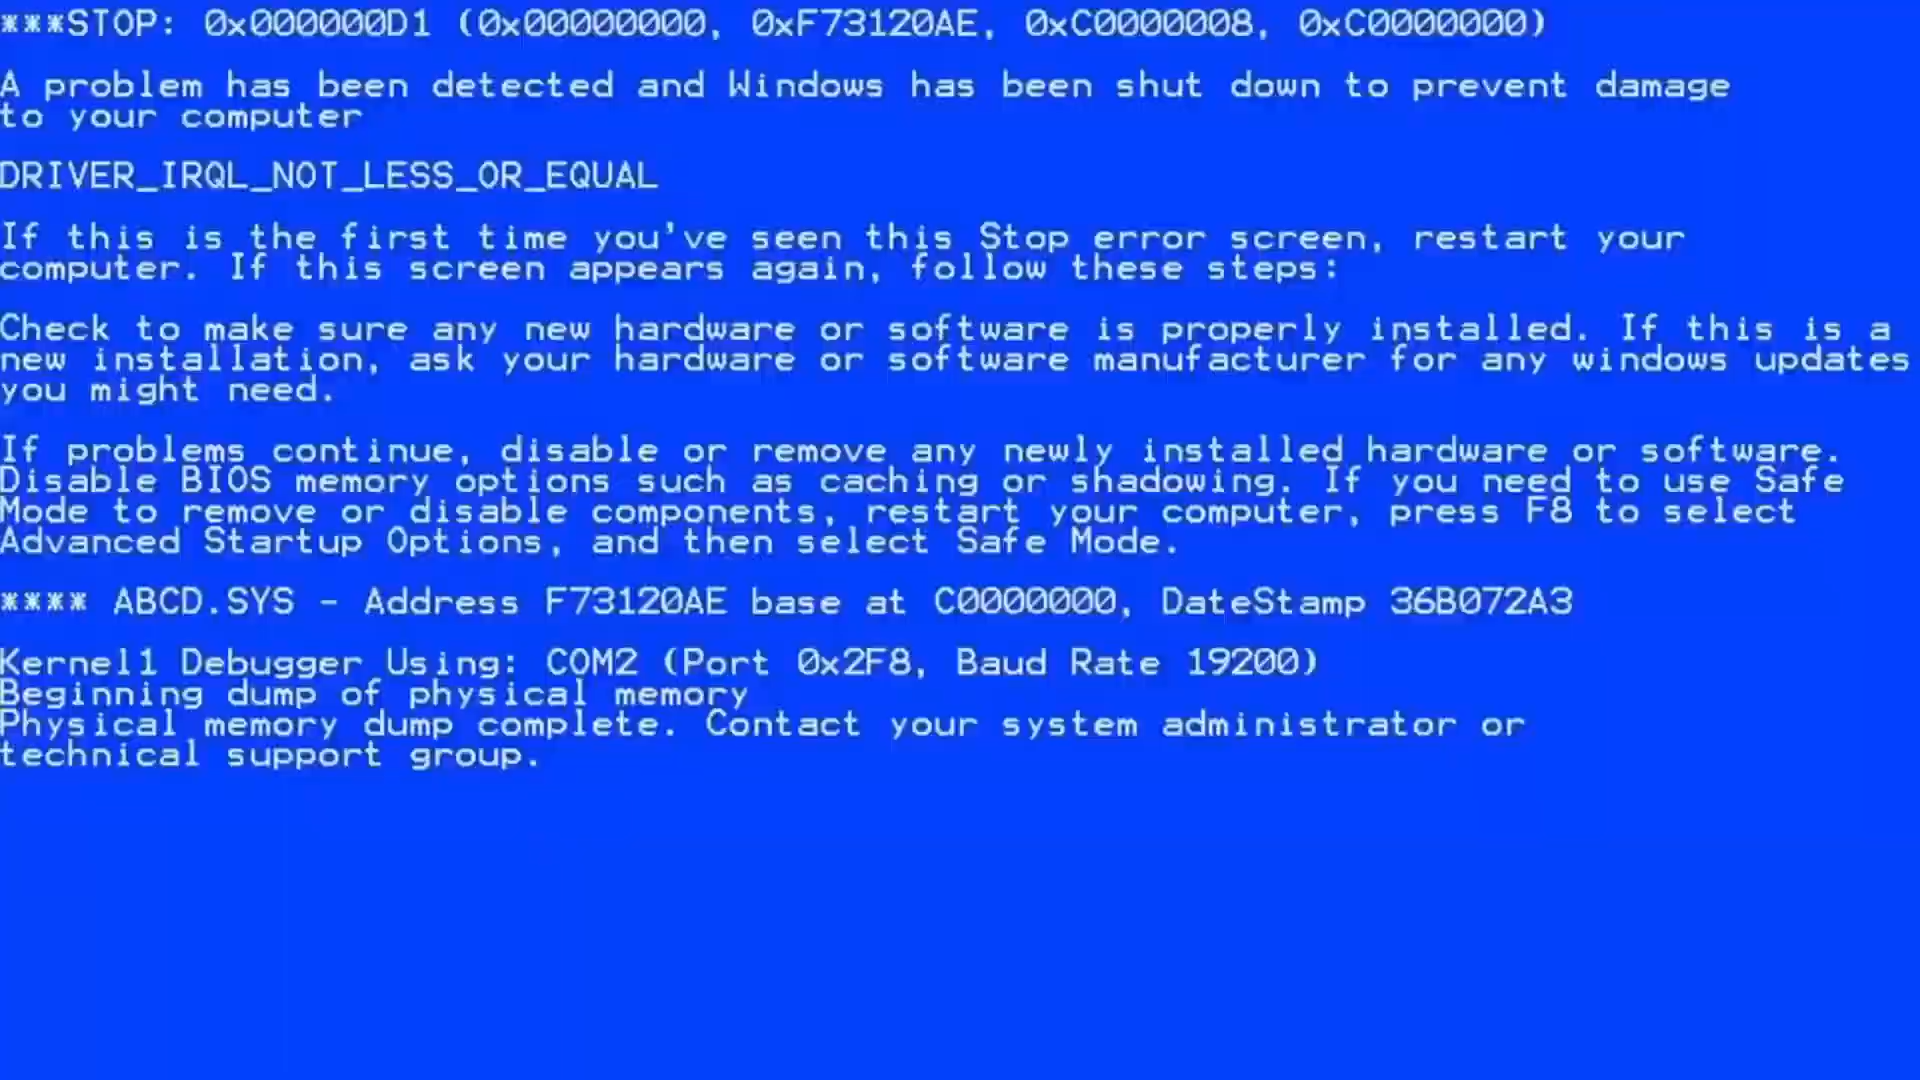 ***STOP: 0x000000D1 (0x00000000, 0xF73120AE, 0xC0000008, 0xC0000000)
A problem has been detected and Windows has been shut down to prevent damage
to your computer
DRIVER_IRQL_NOT_LESS_OR_EQUAL
If this is the first time you've seen this Stop error screen, restart your
computer. If this screen appears again, follow these steps:
Check to make sure any new hardware or software is properly installed. If this is a
new installation, ask your hardware or software manufacturer for any windows updates
you might need.
If problems continue, disable or remove any newly installed hardware or software.
Disable BIOS memory options such as caching or shadowing. If you need to use Safe
Mode to remove or disable components, restart your computer, press F8 to select
Advanced Startup Options, and then select Safe Mode.
**** ABCD.SYS - Address F73120AE base at C0000000, DateStamp 36B072A3
Kernel1 Debugger Using: COM2 (Port 0x2F8, Baud Rate 19200)
Beginning dump of physical memory
Physical memory dump complete. Contact your system administrator or
technical support group.